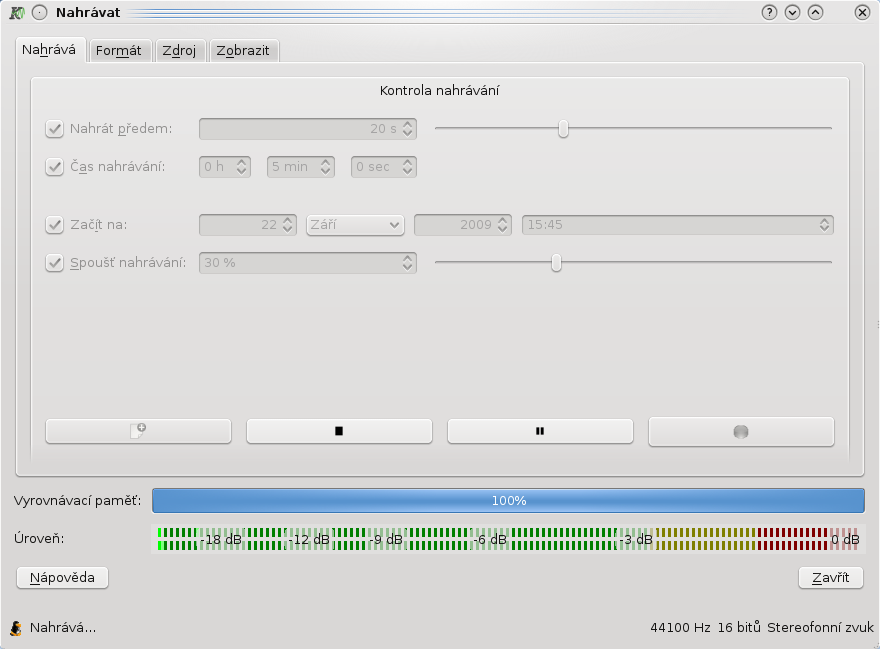 Nahrávat
Nahrává Formát Zdroj Zobrazit
Kontrola nahrávání
Nahrát předem: 20 s
Čas nahrávání: 0 h 5 min 0 sec
Začít na: 22 Září 2009 15:45
Spoušť nahrávání: 30 %
Vyrovnávací paměť: 100%
Úroveň: -18 dB -12 dB -9 dB -6 dB -3 dB 0 dB
Nápověda Zavřít
Nahrává... 44100 Hz 16 bitů Stereofonní zvuk